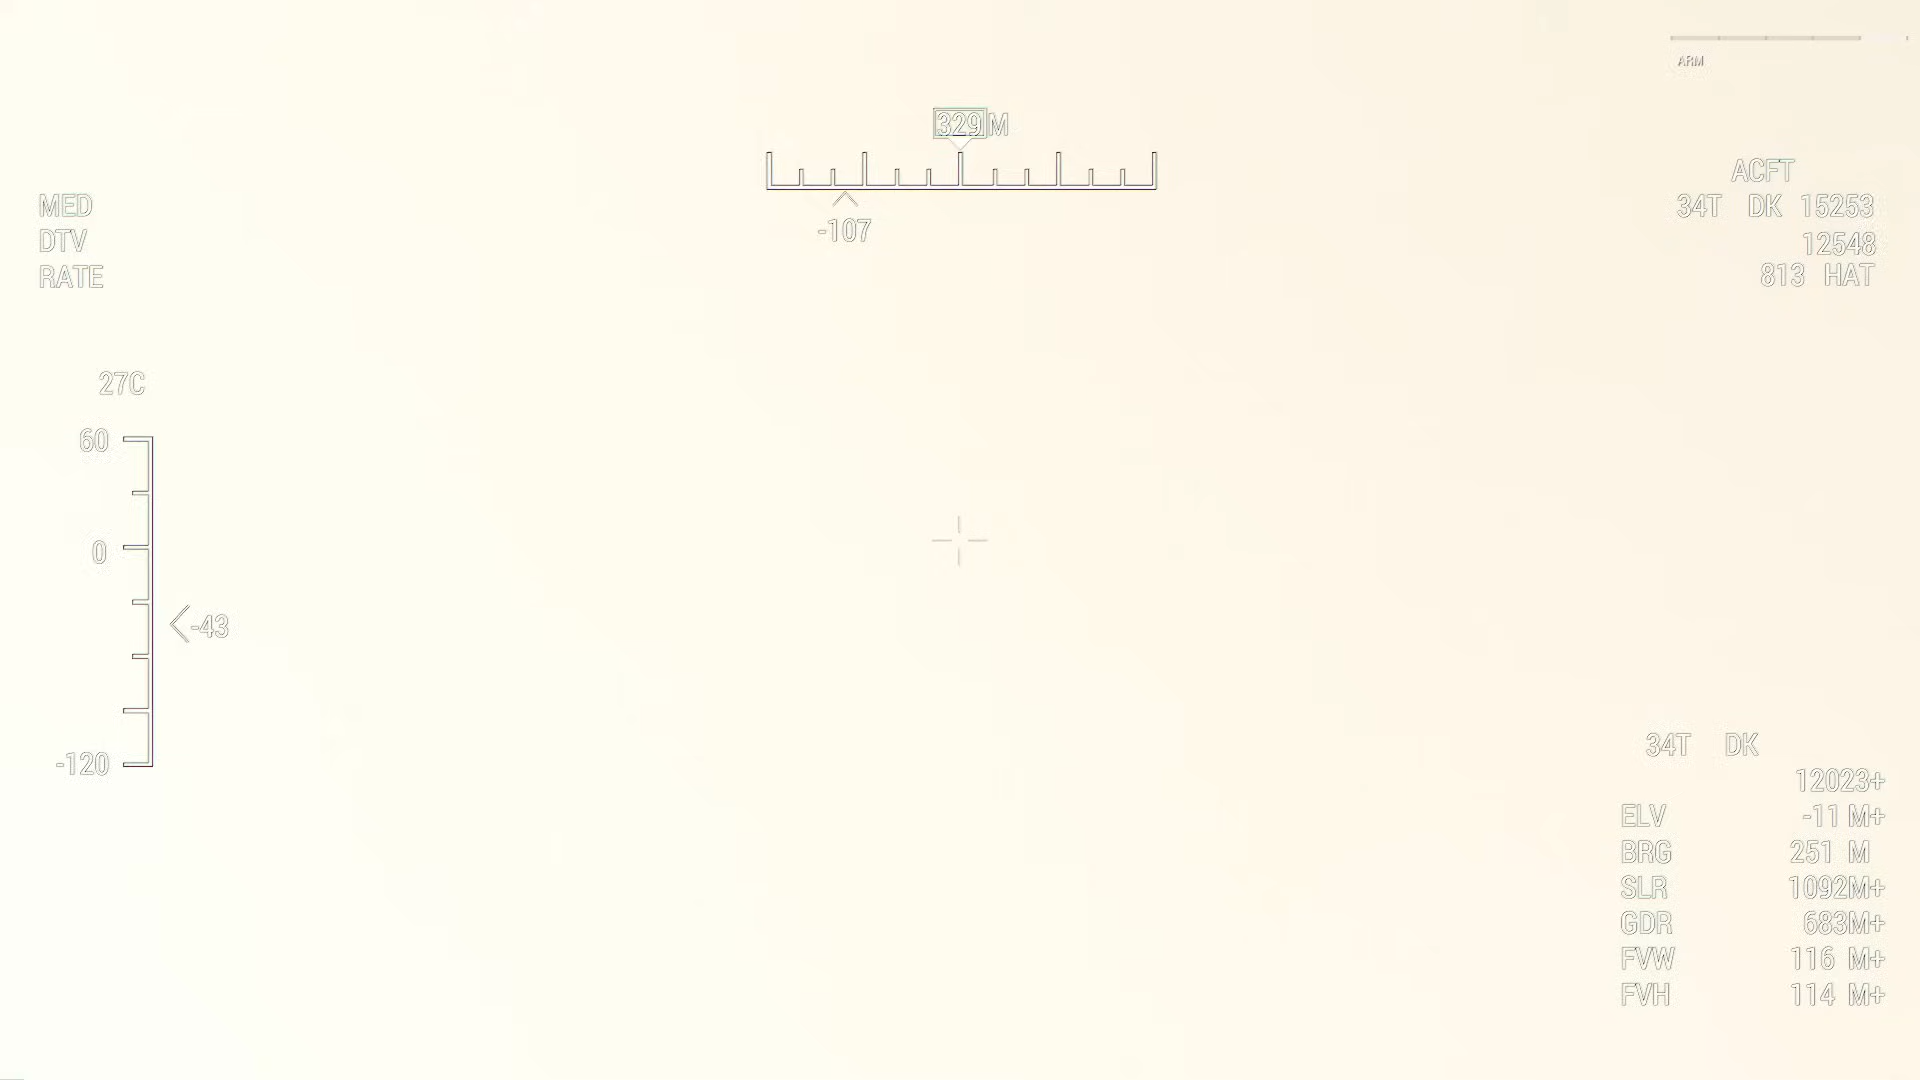 ARM
329 M
-107
MED
DTV
RATE
ACFT
34T DK 15253
12548
813 HAT
27C
60
0
-43
-120
34T DK
12023+
ELV -11 M+
BRG 251 M
SLR 1092M+
GDR 683M+
FVW 116 M+
FVH 114 M+